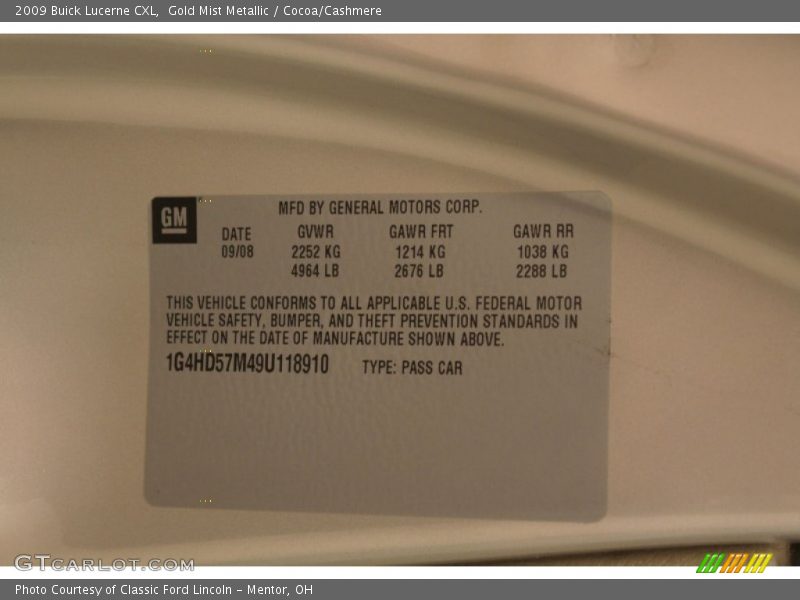 2009 Buick Lucerne CXL,  Gold Mist Metallic / Cocoa/Cashmere
GM
MFD BY GENERAL MOTORS CORP.
DATE GVWR GAWR FRT GAWR RR
09/08 2252 KG 1214 KG 1038 KG
4964 LB 2676 LB 2288 LB
THIS VEHICLE CONFORMS TO ALL APPLICABLE U.S. FEDERAL MOTOR
VEHICLE SAFETY, BUMPER, AND THEFT PREVENTION STANDARDS IN
EFFECT ON THE DATE OF MANUFACTURE SHOWN ABOVE.
1G4HD57M49U118910 TYPE: PASS CAR
GTCARLOT.COM
Photo Courtesy of Classic Ford Lincoln - Mentor, OH